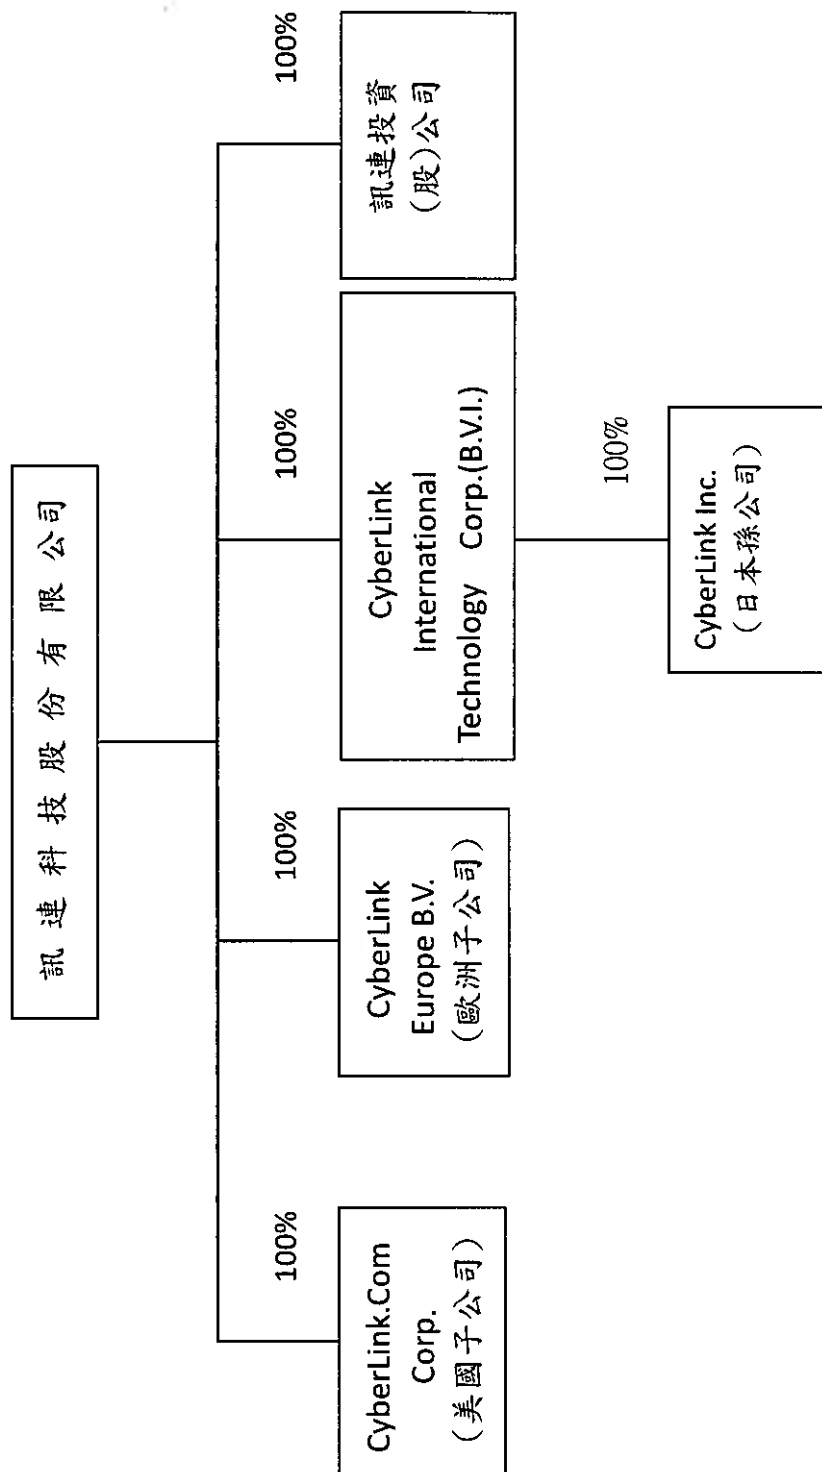 訊連科技股份有限公司
100%
100%
100%
100%
CyberLink.Com
Corp.
(美國子公司)
CyberLink
Europe B.V.
(歐洲子公司)
CyberLink
International
Technology Corp.(B.V.I.)
訊連投資
(股)公司
100%
CyberLink Inc.
(日本孫公司)